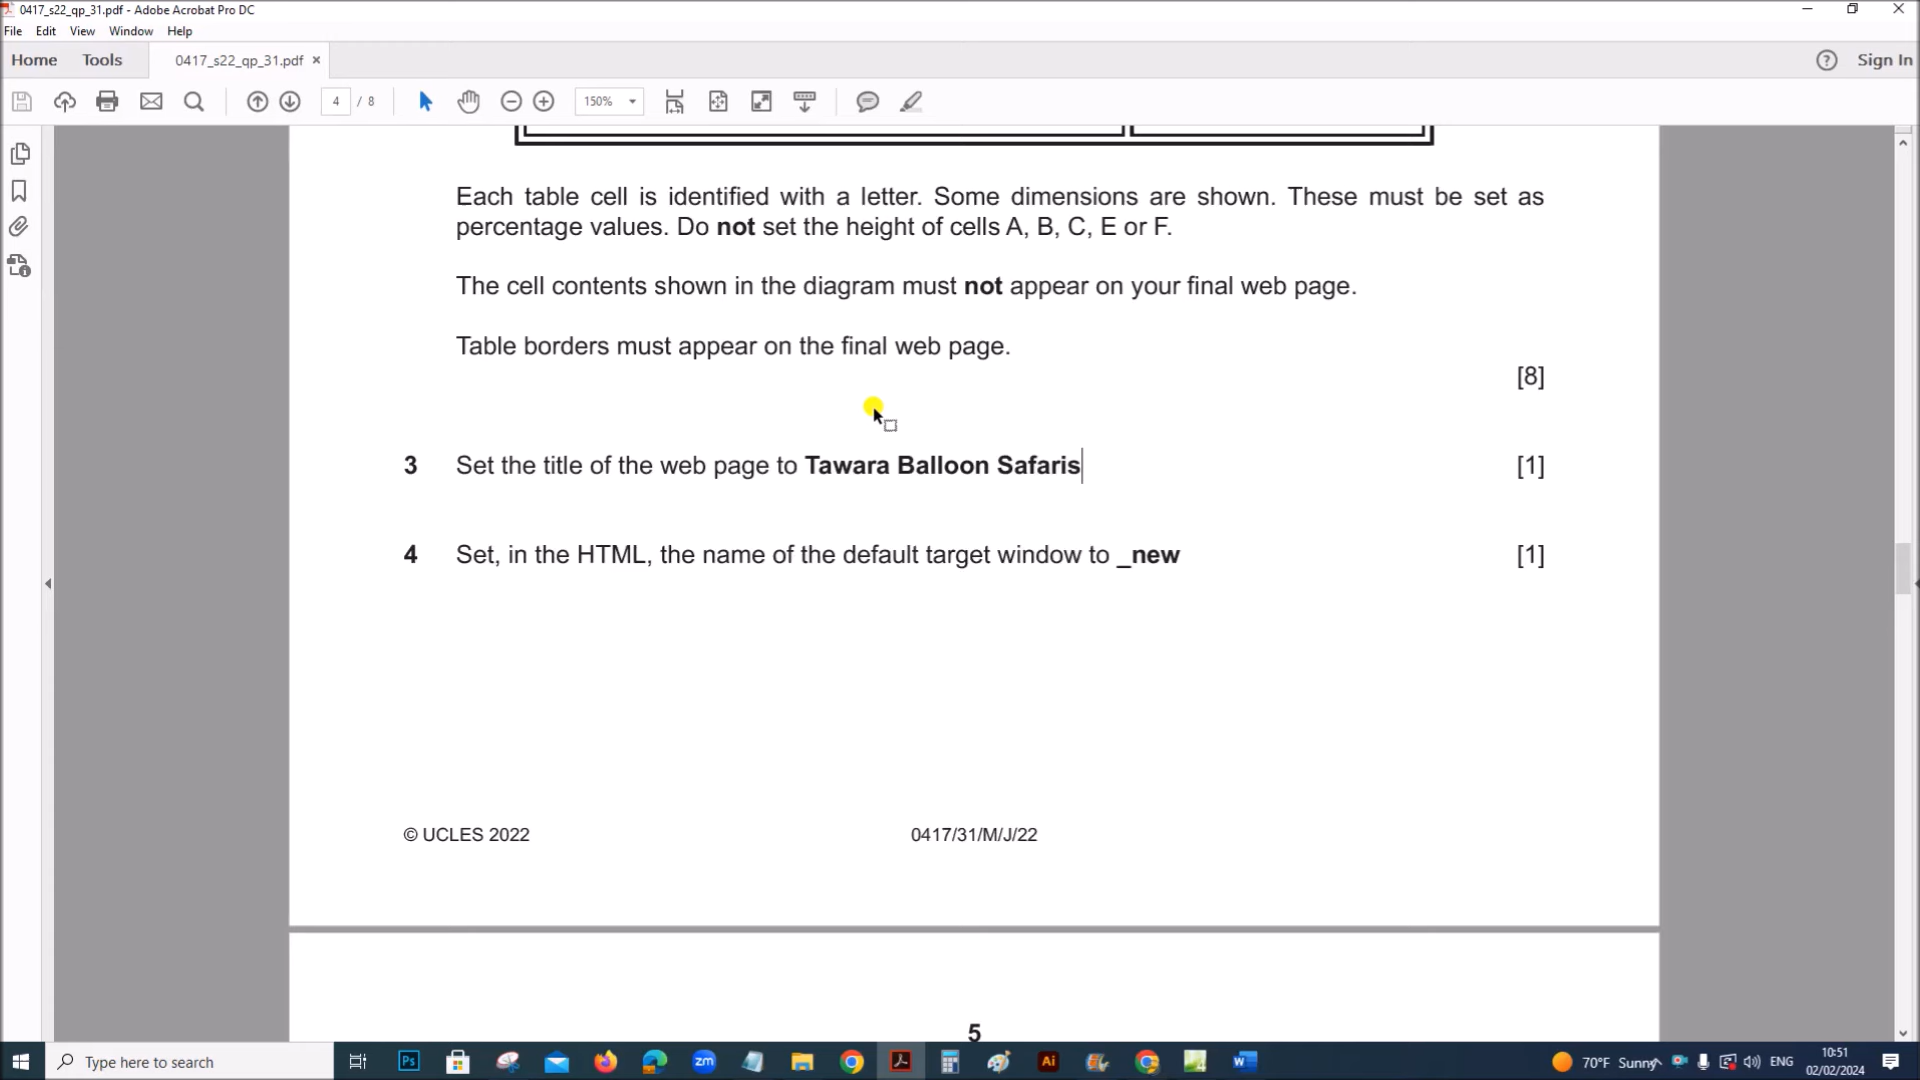 0417_s22_qp_31.pdf - Adobe Acrobat Pro DC
File Edit View Window Help
Home Tools 0417_s22_qp_31.pdf × Sign In
4 / 8 150%
Each table cell is identified with a letter. Some dimensions are shown. These must be set as
percentage values. Do not set the height of cells A, B, C, E or F.
The cell contents shown in the diagram must not appear on your final web page.
Table borders must appear on the final web page.
[8]
3 Set the title of the web page to Tawara Balloon Safaris [1]
4 Set, in the HTML, the name of the default target window to _new [1]
© UCLES 2022 0417/31/M/J/22
5
Type here to search Ps zm Ai 70°F Sunny ENG 10:51
02/02/2024